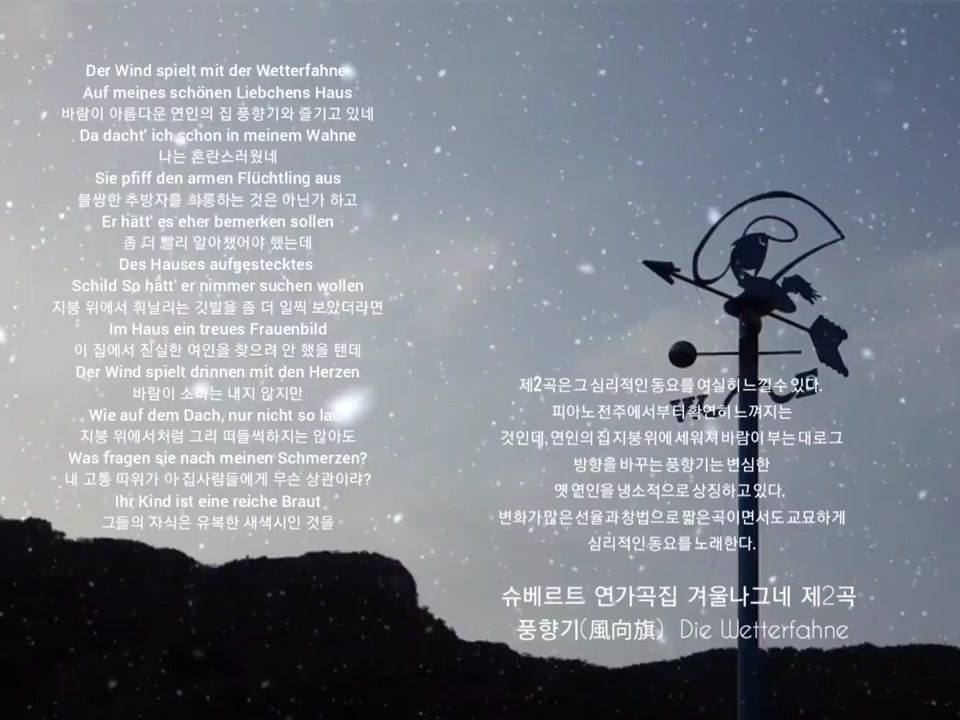 Der Wind spielt mit der Wetterfahne
Auf meines schönen Liebchens Haus
바람이 아름다운 연인의 집 풍향기와 즐기고 있네
Da dacht' ich schon in meinem Wahne
나는 혼란스러웠네
Sie pfiff den armen Flüchtling aus
불쌍한 추방자를 희롱하는 것은 아닌가 하고
Er hätt' es eher bemerken sollen
좀 더 빨리 알아챘어야 했는데
Des Hauses aufgestecktes
Schild So hätt' er nimmer suchen wollen
지붕 위에서 휘날리는 깃발을 좀 더 일찍 보았더라면
Im Haus ein treues Frauenbild
이 집에서 진실한 여인을 찾으려 안 했을 텐데
Der Wind spielt drinnen mit den Herzen
바람이 소리는 내지 않지만
Wie auf dem Dach, nur nicht so
지붕 위에서처럼 그리 떠들썩하지는 않아도
Was fragen sie nach meinen Schmerzen?
내 고통 따위가 아 집사람들에게 무슨 상관이랴?
Ihr Kind ist eine reiche Braut
그들의 자식은 유복한 새색시인 것을
제2곡은 그 심리적인 동요를 여실히 느낄 수 있다.
피아노 전주에서부터 확연히 느껴지는
것인데, 연인의 집 지붕 위에 세워져 바람이 부는 대로 그
방향을 바꾸는 풍향기는 변심한
옛 연인을 냉소적으로 상징하고 있다.
변화가 많은 선율과 창법으로 짧은 곡이면서도 교묘하게
심리적인 동요를 노래한다.
슈베르트 연가곡집 겨울나그네 제2곡
풍향기(風向旗) Die Wetterfahne
W